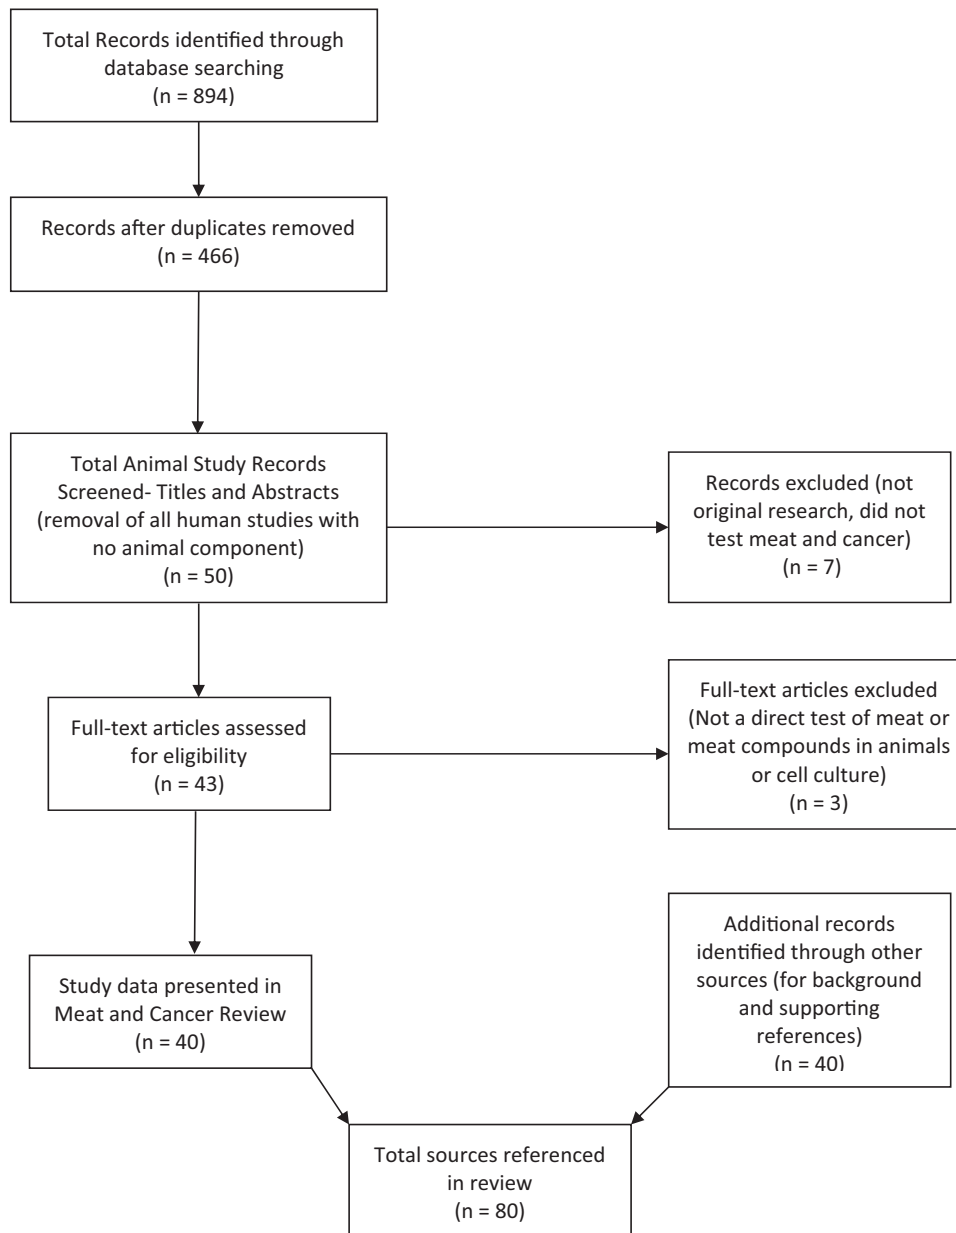 Total Records identified through
database searching
(n = 894)
Records after duplicates removed
(n = 466)
Total Animal Study Records
Screened- Titles and Abstracts
(removal of all human studies with
no animal component)
(n = 50)
Records excluded (not
original research, did not
test meat and cancer)
(n = 7)
Full-text articles assessed
for eligibility
(n = 43)
Full-text articles excluded
(Not a direct test of meat or
meat compounds in animals
or cell culture)
(n = 3)
Study data presented in
Meat and Cancer Review
(n = 40)
Additional records
identified through other
sources (for background
and supporting
references)
(n = 40)
Total sources referenced
in review
(n = 80)